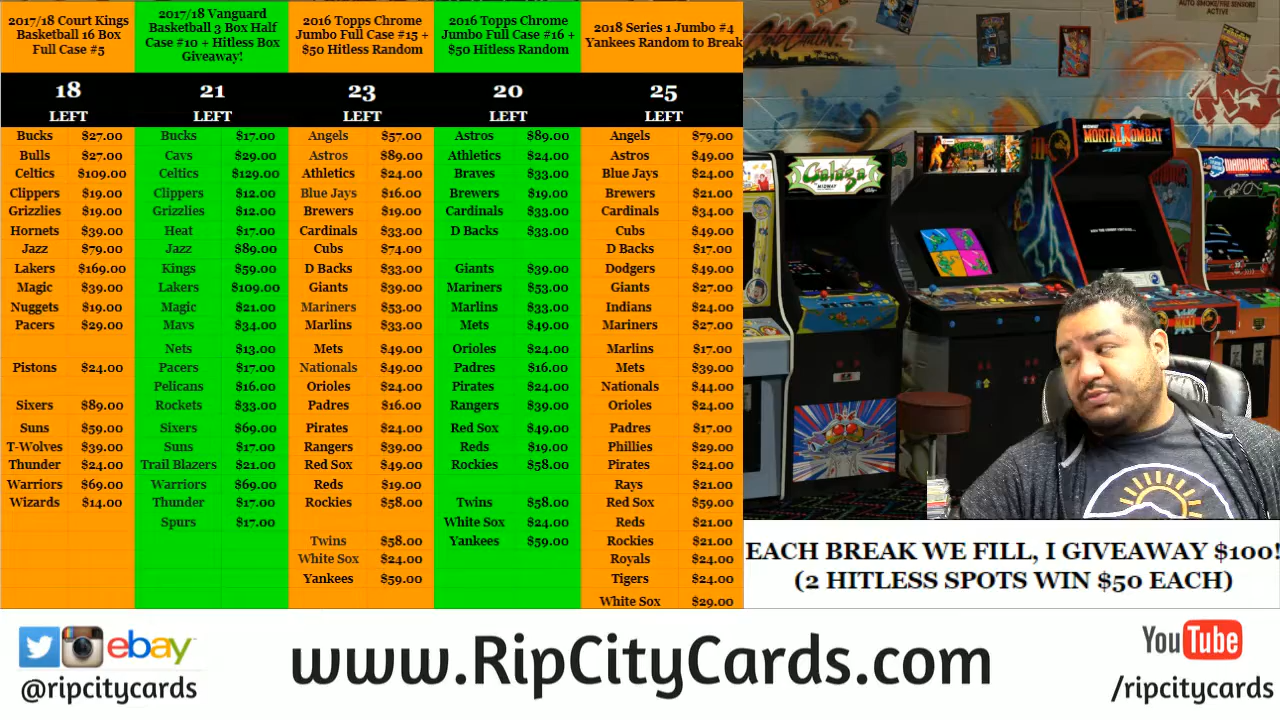 2017/18 Court Kings
Basketball 16 Box
Full Case #5
18
LEFT
Bucks $27.00
Bulls $27.00
Celtics $109.00
Clippers $19.00
Grizzlies $19.00
Hornets $39.00
Jazz $79.00
Lakers $169.00
Magic $39.00
Nuggets $19.00
Pacers $29.00
Pistons $24.00
Sixers $89.00
Suns $59.00
T-Wolves $39.00
Thunder $24.00
Warriors $69.00
Wizards $14.00
2017/18 Vanguard
Basketball 3 Box Half
Case #10 + Hitless Box
Giveaway!
21
LEFT
Bucks $17.00
Cavs $29.00
Celtics $129.00
Clippers $12.00
Grizzlies $12.00
Heat $17.00
Jazz $89.00
Kings $59.00
Lakers $109.00
Magic $21.00
Mavs $34.00
Nets $13.00
Pacers $17.00
Pelicans $16.00
Rockets $33.00
Sixers $69.00
Suns $17.00
Trail Blazers $21.00
Warriors $69.00
Thunder $17.00
Spurs $17.00
2016 Topps Chrome
Jumbo Full Case #15 +
$50 Hitless Random
23
LEFT
Angels $57.00
Astros $89.00
Athletics $24.00
Blue Jays $16.00
Brewers $19.00
Cardinals $33.00
Cubs $74.00
D Backs $33.00
Giants $39.00
Mariners $53.00
Marlins $33.00
Mets $49.00
Nationals $49.00
Orioles $24.00
Padres $16.00
Pirates $24.00
Rangers $39.00
Red Sox $49.00
Reds $19.00
Rockies $58.00
Twins $58.00
White Sox $24.00
Yankees $59.00
2016 Topps Chrome
Jumbo Full Case #16 +
$50 Hitless Random
20
LEFT
Astros $89.00
Athletics $24.00
Braves $33.00
Brewers $19.00
Cardinals $33.00
D Backs $33.00
Giants $39.00
Mariners $53.00
Marlins $33.00
Mets $49.00
Orioles $24.00
Padres $16.00
Pirates $24.00
Rangers $39.00
Red Sox $49.00
Reds $19.00
Rockies $58.00
Twins $58.00
White Sox $24.00
Yankees $59.00
2018 Series 1 Jumbo #4
Yankees Random to Break
25
LEFT
Angels $79.00
Astros $49.00
Blue Jays $24.00
Brewers $21.00
Cardinals $34.00
Cubs $49.00
D Backs $17.00
Dodgers $49.00
Giants $27.00
Indians $24.00
Mariners $27.00
Marlins $17.00
Mets $39.00
Nationals $44.00
Orioles $24.00
Padres $17.00
Phillies $29.00
Pirates $24.00
Rays $21.00
Red Sox $59.00
Reds $21.00
Rockies $21.00
Royals $24.00
Tigers $24.00
White Sox $29.00
Galaga
MIDWAY
MORTAL KOMBAT
MARIO BROS.
EACH BREAK WE FILL, I GIVEAWAY $100!
(2 HITLESS SPOTS WIN $50 EACH)
ebay
@ripcitycards
www.RipCityCards.com
YouTube
/ripcitycards